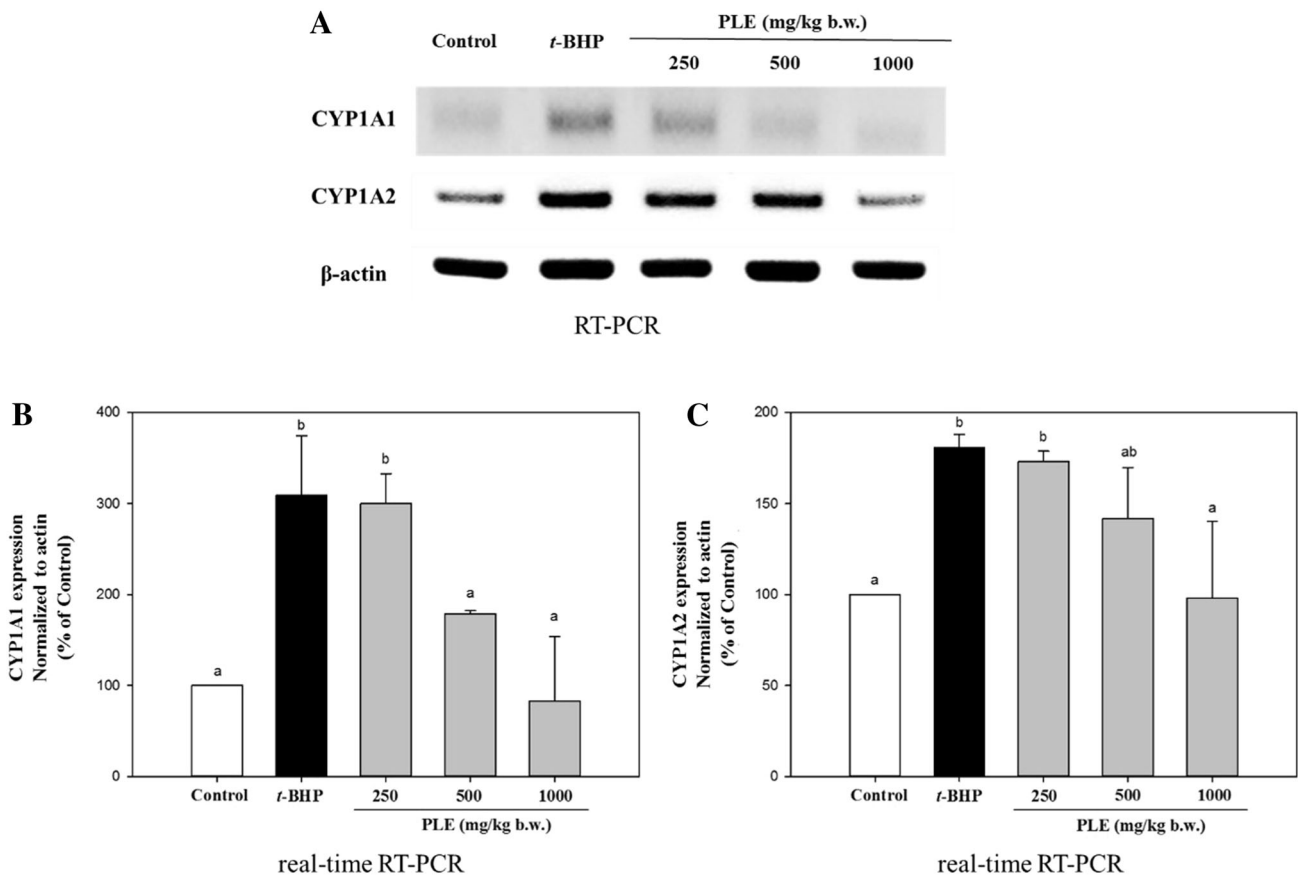 A
Control
t-BHP
PLE (mg/kg b.w.)
250 500 1000
CYP1A1
CYP1A2
β-actin
RT-PCR
B
CYP1A1 expression
Normalized to actin
(% of Control)
400
300
200
100
0
a
b
b
a
a
Control t-BHP 250 500 1000
PLE (mg/kg b.w.)
real-time RT-PCR
C
CYP1A2 expression
Normalized to actin
(% of Control)
200
150
100
50
0
a
b
b
ab
a
Control t-BHP 250 500 1000
PLE (mg/kg b.w.)
real-time RT-PCR